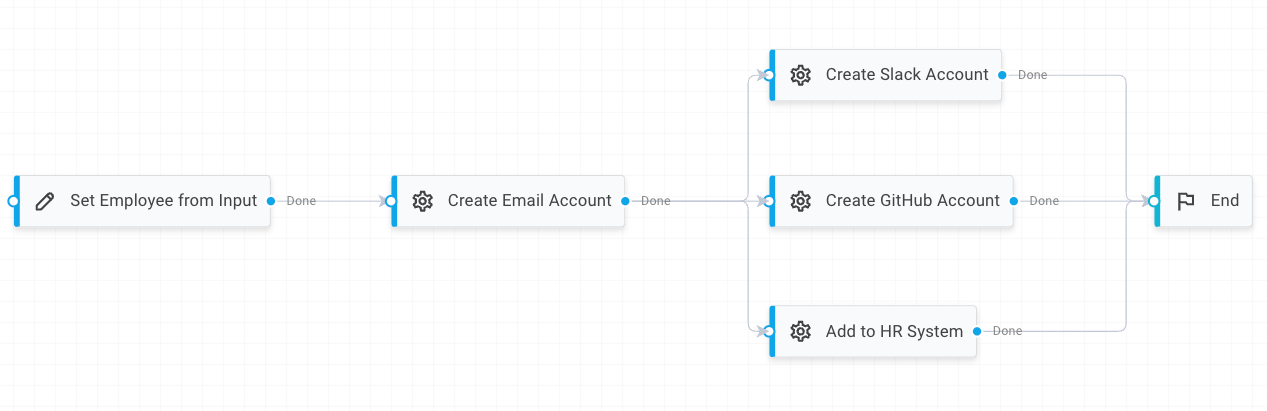 Set Employee from Input
Done
Create Email Account
Done
Create Slack Account
Done
Create GitHub Account
Done
Add to HR System
Done
End